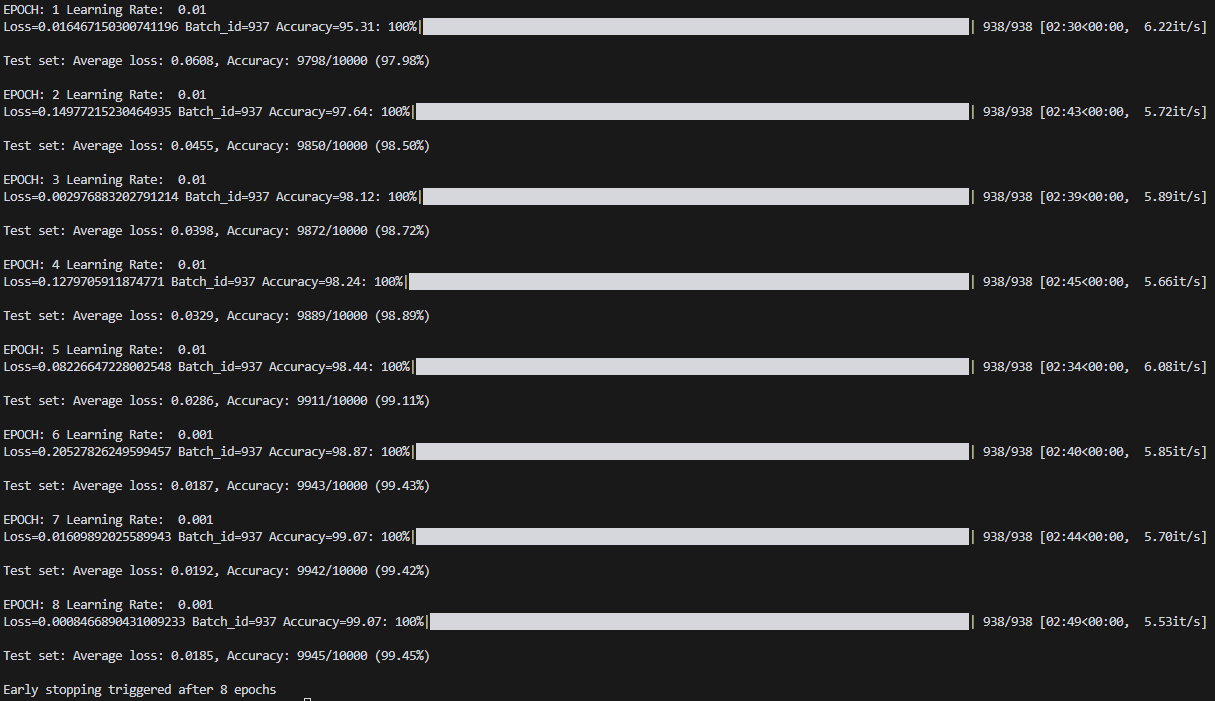 EPOCH: 1 Learning Rate:  0.01
Loss=0.016467150300741196 Batch_id=937 Accuracy=95.31: 100%| | 938/938 [02:30<00:00,  6.22it/s]
Test set: Average loss: 0.0608, Accuracy: 9798/10000 (97.98%)
EPOCH: 2 Learning Rate:  0.01
Loss=0.14977215230464935 Batch_id=937 Accuracy=97.64: 100%| | 938/938 [02:43<00:00,  5.72it/s]
Test set: Average loss: 0.0455, Accuracy: 9850/10000 (98.50%)
EPOCH: 3 Learning Rate:  0.01
Loss=0.002976883202791214 Batch_id=937 Accuracy=98.12: 100%| | 938/938 [02:39<00:00,  5.89it/s]
Test set: Average loss: 0.0398, Accuracy: 9872/10000 (98.72%)
EPOCH: 4 Learning Rate:  0.01
Loss=0.1279705911874771 Batch_id=937 Accuracy=98.24: 100%| | 938/938 [02:45<00:00,  5.66it/s]
Test set: Average loss: 0.0329, Accuracy: 9889/10000 (98.89%)
EPOCH: 5 Learning Rate:  0.01
Loss=0.08226647228002548 Batch_id=937 Accuracy=98.44: 100%| | 938/938 [02:34<00:00,  6.08it/s]
Test set: Average loss: 0.0286, Accuracy: 9911/10000 (99.11%)
EPOCH: 6 Learning Rate:  0.001
Loss=0.20527826249599457 Batch_id=937 Accuracy=98.87: 100%| | 938/938 [02:40<00:00,  5.85it/s]
Test set: Average loss: 0.0187, Accuracy: 9943/10000 (99.43%)
EPOCH: 7 Learning Rate:  0.001
Loss=0.01609892025589943 Batch_id=937 Accuracy=99.07: 100%| | 938/938 [02:44<00:00,  5.70it/s]
Test set: Average loss: 0.0192, Accuracy: 9942/10000 (99.42%)
EPOCH: 8 Learning Rate:  0.001
Loss=0.0008466890431009233 Batch_id=937 Accuracy=99.07: 100%| | 938/938 [02:49<00:00,  5.53it/s]
Test set: Average loss: 0.0185, Accuracy: 9945/10000 (99.45%)
Early stopping triggered after 8 epochs